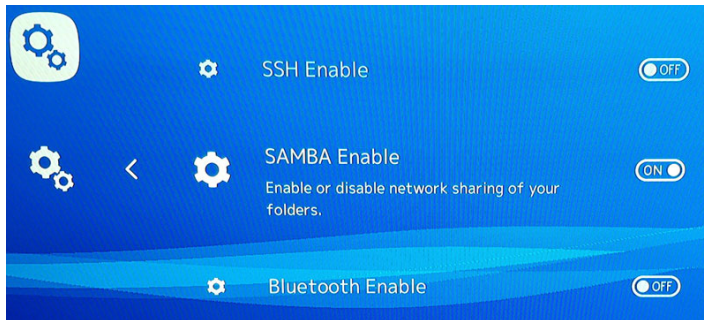 SSH Enable
OFF
SAMBA Enable
ON
Enable or disable network sharing of your
folders.
Bluetooth Enable
OFF